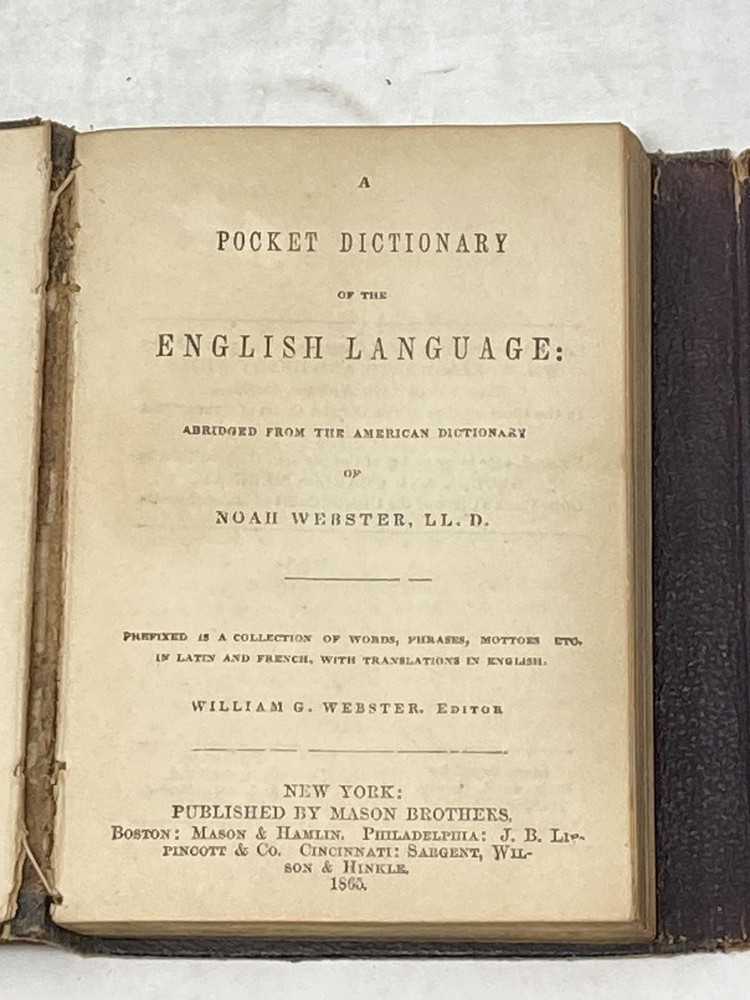 A
POCKET DICTIONARY
OF THE
ENGLISH LANGUAGE:
ABRIDGED FROM THE AMERICAN DICTIONARY
OF
NOAH WEBSTER, LL. D.
PREFIXED IS A COLLECTION OF WORDS, PHRASES, MOTTOES ETC.
IN LATIN AND FRENCH, WITH TRANSLATIONS IN ENGLISH.
WILLIAM G. WEBSTER. EDITOR
NEW YORK:
PUBLISHED BY MASON BROTHERS,
BOSTON: MASON & HAMLIN. PHILADELPHIA: J. B. LIP-
PINCOTT & CO. CINCINNATI: SARGENT, WIL-
SON & HINKLE,
1865.